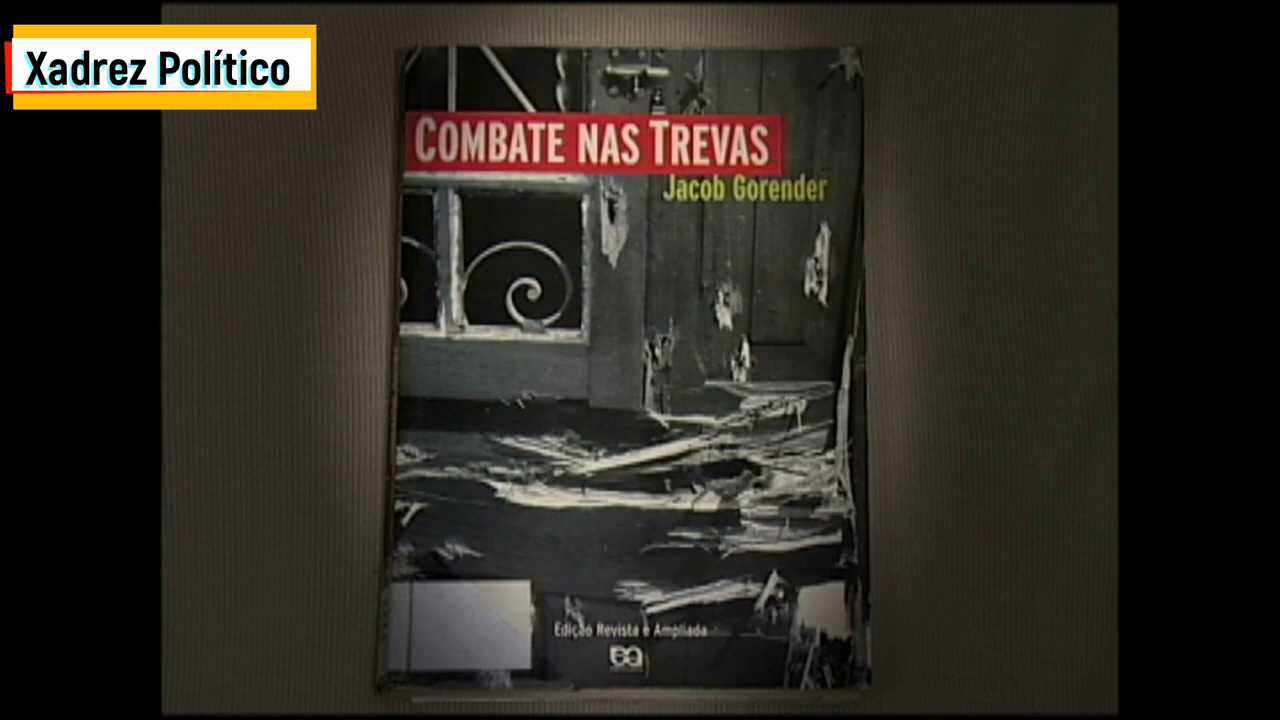 Xadrez Político
COMBATE NAS TREVAS
Jacob Gorender
Edição Revista e Ampliada